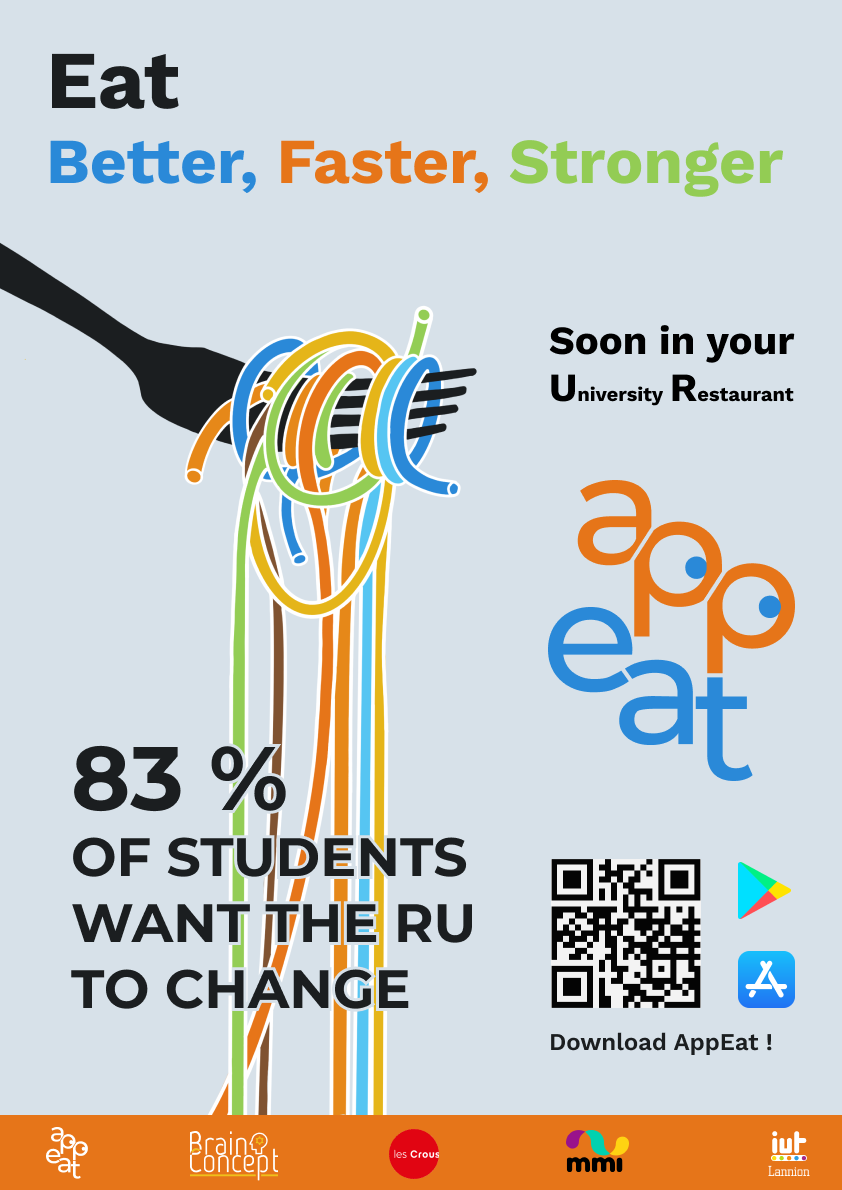 Eat
Better, Faster, Stronger
Soon in your
University Restaurant
app
eat
83 %
OF STUDENTS
WANT THE RU
TO CHANGE
Download AppEat !
app
eat
Brain
Concept
les Crous
mmi
iut
Lannion